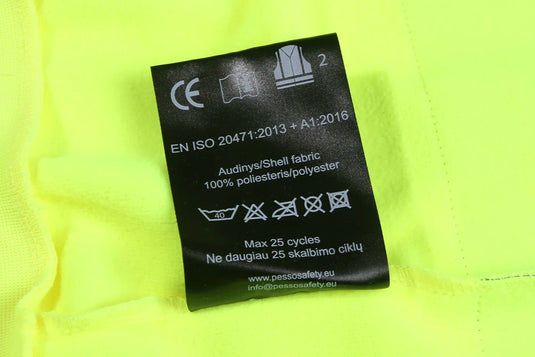 CE 2
EN ISO 20471:2013 + A1:2016
Audinys/Shell fabric
100% poliesteris/polyester
40
Max 25 cycles
Ne daugiau 25 skalbimo ciklų
www.pessosafety.eu
info@pessosafety.eu